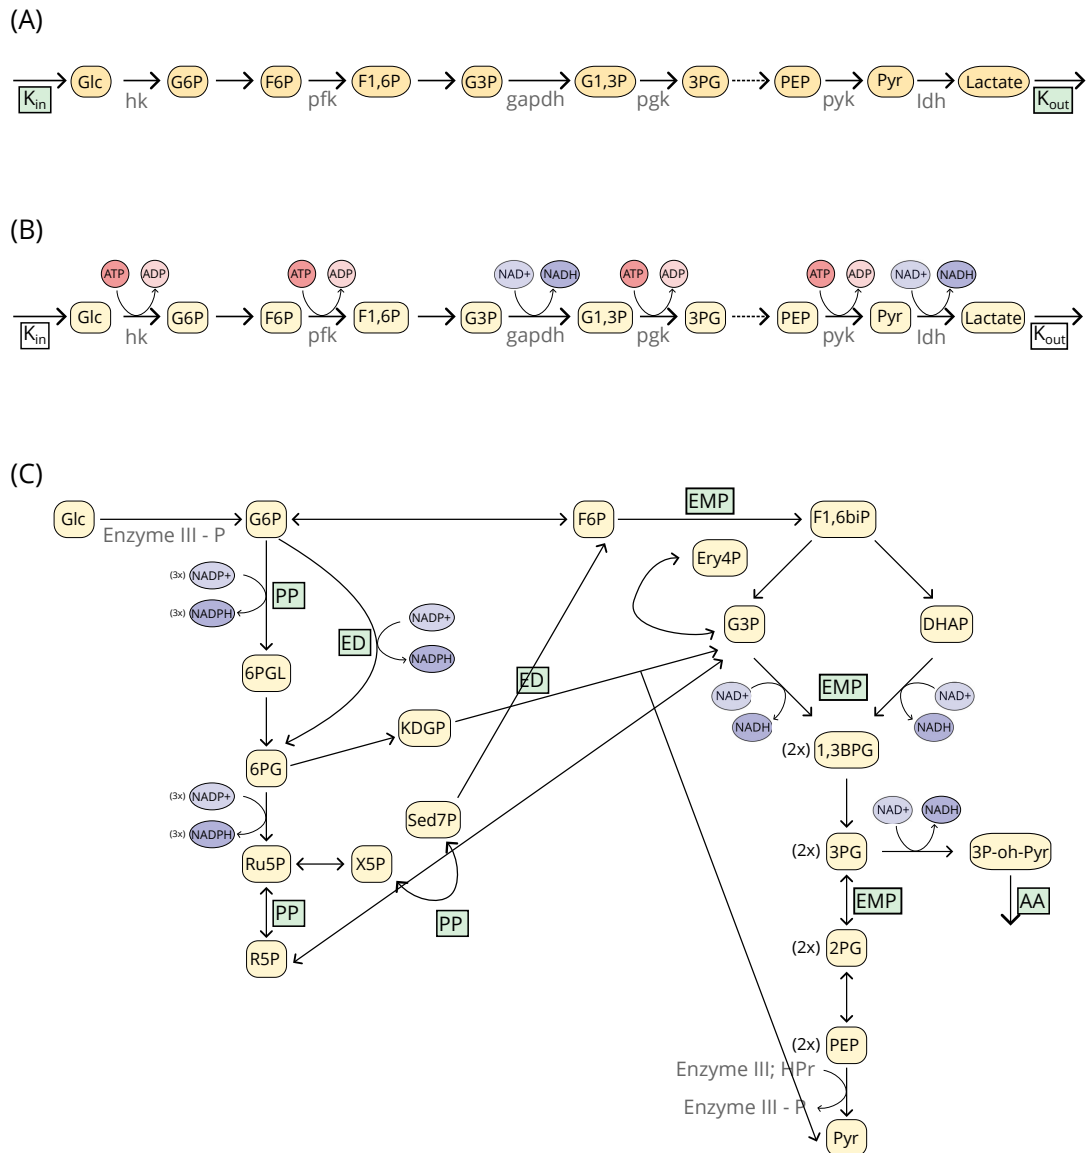 (A)
Glc G6P F6P F1,6P G3P G1,3P 3PG PEP Pyr Lactate
Kin hk pfk gapdh pgk pyk ldh Kout
(B)
ATP ADP ATP ADP NAD+ NADH ATP ADP ATP ADP NAD+ NADH
Glc G6P F6P F1,6P G3P G1,3P 3PG PEP Pyr Lactate
Kin hk pfk gapdh pgk pyk ldh Kout
(C)
EMP
Glc G6P F6P F1,6biP
Enzyme III - P
Ery4P
(3x) NADP+
PP
(3x) NADPH
NADP+
G3P DHAP
ED
NADPH
6PGL
ED EMP
NAD+ NAD+
KDGP
NADH NADH
(2x) 1,3BPG
6PG
(3x) NADP+
NAD+ NADH
Sed7P
(3x) NADPH
(2x) 3PG 3P-oh-Pyr
Ru5P X5P
EMP AA
PP
PP
(2x) 2PG
R5P
(2x) PEP
Enzyme III; HPr
Enzyme III - P
Pyr